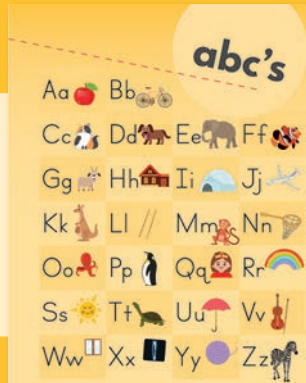 abc's
Aa Bb
Cc Dd Ee Ff
Gg Hh Ii Jj
Kk Ll Mm Nn
Oo Pp Qq Rr
Ss Tt Uu Vv
Ww Xx Yy Zz